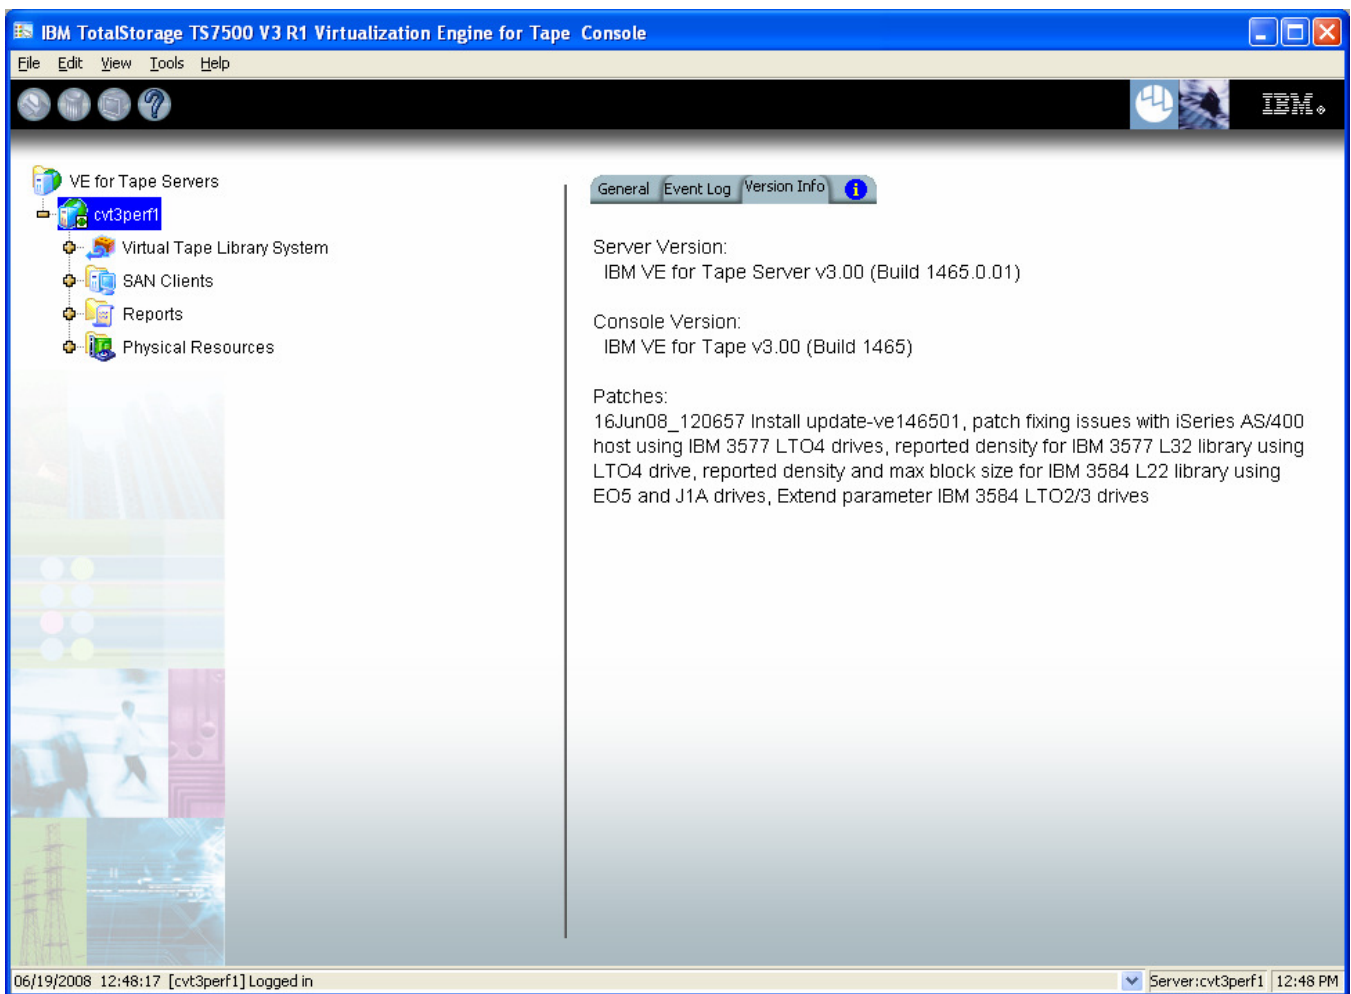 IBM TotalStorage TS7500 V3 R1 Virtualization Engine for Tape Console
File Edit View Tools Help
IBM
VE for Tape Servers
cvt3perf1
Virtual Tape Library System
SAN Clients
Reports
Physical Resources
General Event Log Version Info
Server Version:
IBM VE for Tape Server v3.00 (Build 1465.0.01)
Console Version:
IBM VE for Tape v3.00 (Build 1465)
Patches:
16Jun08_120657 Install update-ve146501, patch fixing issues with iSeries AS/400
host using IBM 3577 LTO4 drives, reported density for IBM 3577 L32 library using
LTO4 drive, reported density and max block size for IBM 3584 L22 library using
EO5 and J1A drives, Extend parameter IBM 3584 LTO2/3 drives
06/19/2008 12:48:17 [cvt3perf1] Logged in
Server:cvt3perf1 12:48 PM